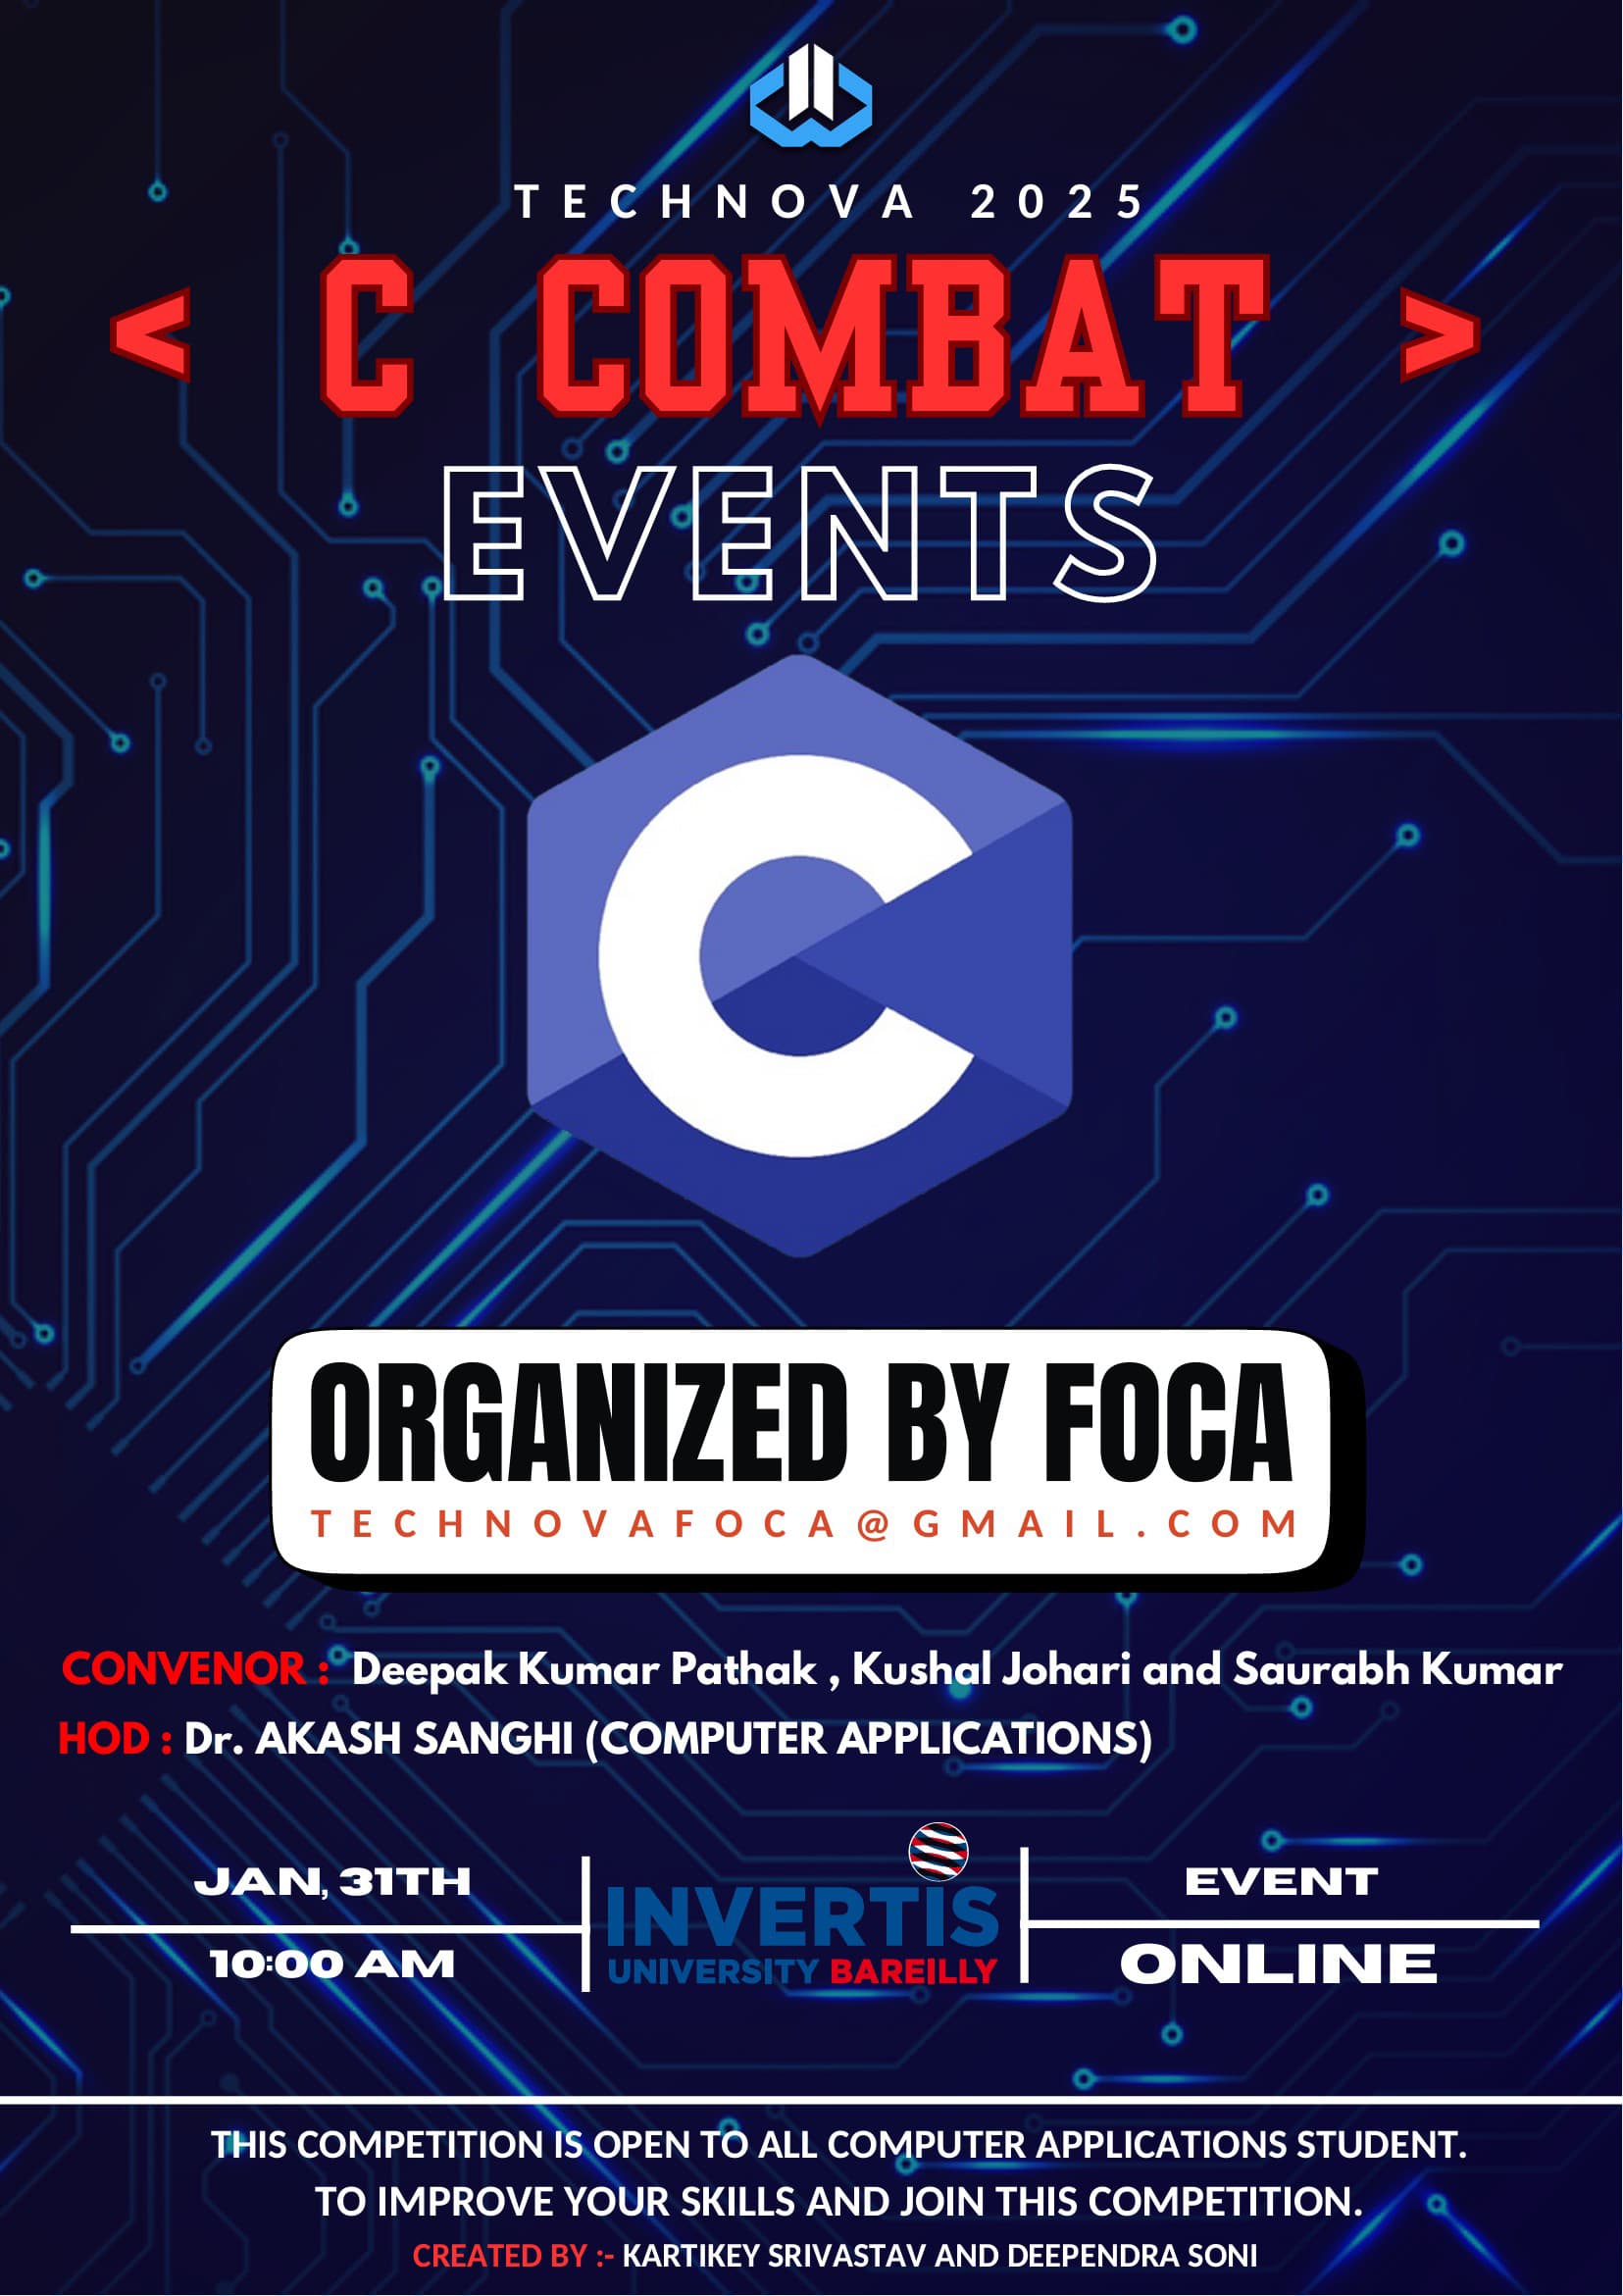 TECHNOVA 2025
< C COMBAT >
EVENTS
C
ORGANIZED BY FOCA
TECHNOVAFOCA@GMAIL.COM
CONVENOR : Deepak Kumar Pathak , Kushal Johari and Saurabh Kumar
HOD : Dr. AKASH SANGHI (COMPUTER APPLICATIONS)
JAN, 31TH
10:00 AM
INVERTIS
UNIVERSITY BAREILLY
EVENT
ONLINE
THIS COMPETITION IS OPEN TO ALL COMPUTER APPLICATIONS STUDENT.
TO IMPROVE YOUR SKILLS AND JOIN THIS COMPETITION.
CREATED BY :- KARTIKEY SRIVASTAV AND DEEPENDRA SONI